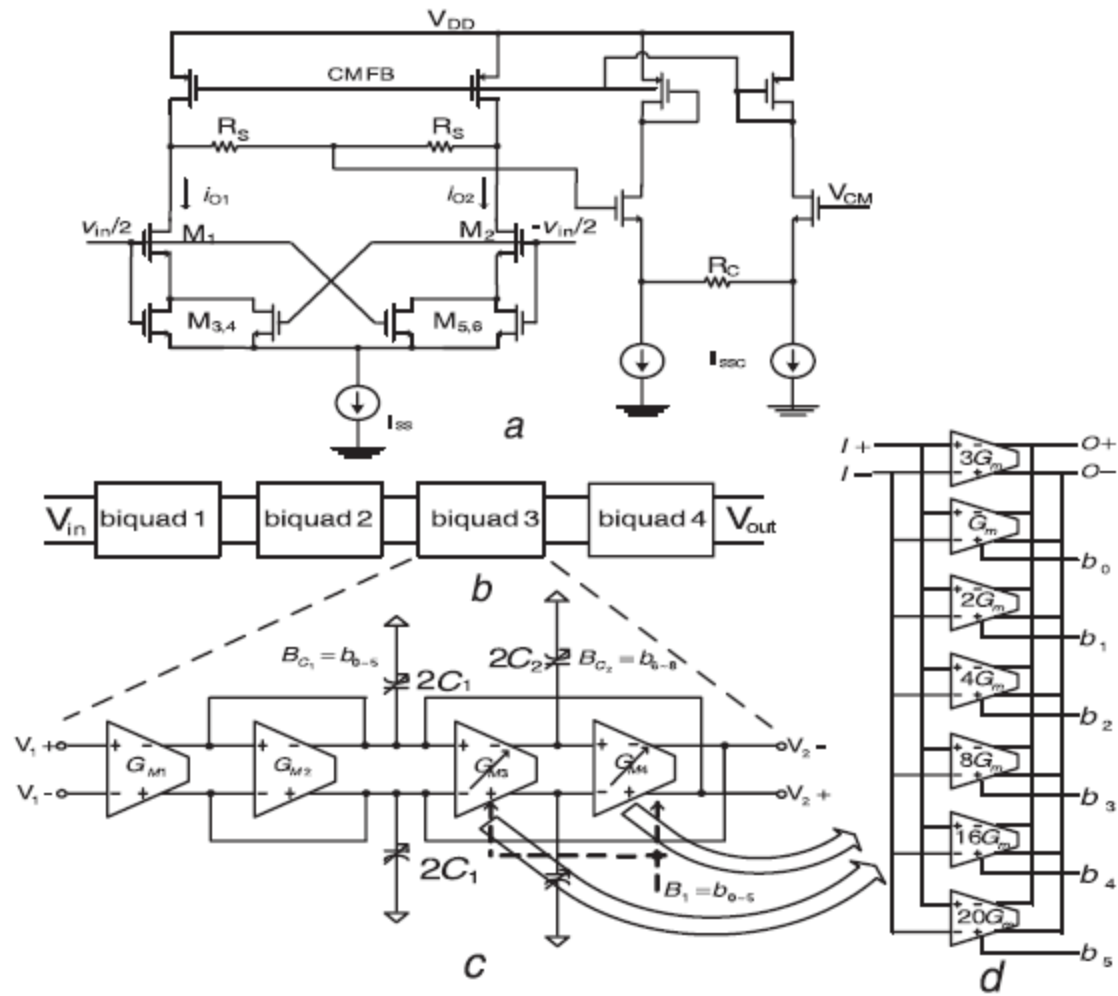 V_DD
CMFB
R_S R_S
i_O1 i_O2
v_in/2 M_1 M_2 -v_in/2
V_CM
R_C
M_3,4 M_5,6
I_SS
I_SSC
a
V_in biquad 1 biquad 2 biquad 3 biquad 4 V_out
b
B_C1 = b_0-5
2C_1
2C_2
B_C2 = b_6-8
V_1 +
V_1 -
+ - G_M1 - +
+ - G_M2 - +
+ - G_M3 - +
+ - G_M4 - +
V_2 -
V_2 +
2C_1
B_1 = b_0-5
c
I +
I -
+ - 3G_m - +
O+
O-
+ - G_m - +
b_0
+ - 2G_m - +
b_1
+ - 4G_m - +
b_2
+ - 8G_m - +
b_3
+ - 16G_m - +
b_4
+ - 20G_m - +
b_5
d